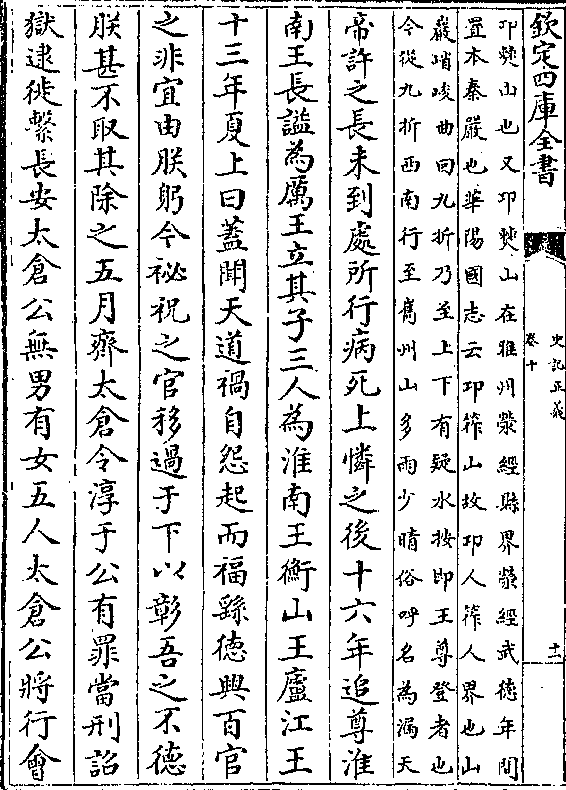 欽定四庫全書
史記正義
卷十
十一
邛僰山也又邛僰山在雅州滎經縣界滎經武德年間
置本秦嚴也華陽國志云邛筰山故邛人筰人界也山
巖峭峻曲回九折乃至上下有凝水按即王尊登者也
今從九折西南行至巂州山多雨少晴俗呼名為漏天
帝許之長未到處所行病死上憐之後十六年追尊淮
南王長諡為厲王立其子三人為淮南王衡山王廬江王
十三年夏上曰蓋聞天道禍自怨起而福繇德興百官
之非宜由朕躬今祕祝之官移過于下以彰吾之不德
朕甚不取其除之五月齊太倉令淳于公有罪當刑詔
獄逮徙繫長安太倉公無男有女五人太倉公將行會